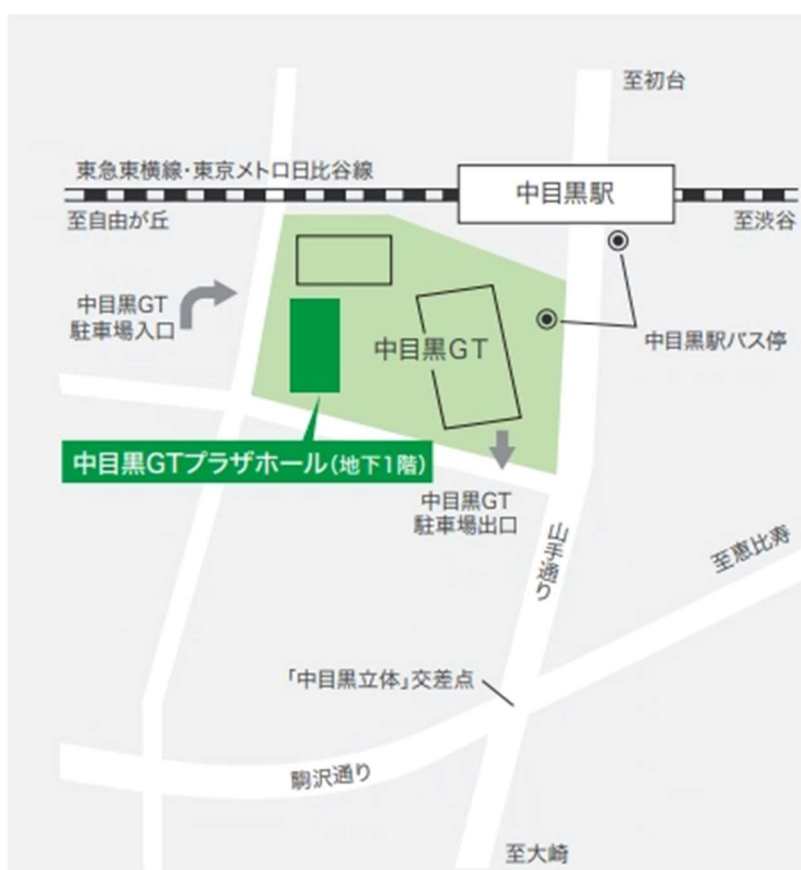 至初台
東急東横線・東京メトロ日比谷線
中目黒駅
至自由が丘
至渋谷
中目黒GT
駐車場入口
中目黒GT
中目黒駅バス停
中目黒GTプラザホール(地下1階)
中目黒GT
駐車場出口
山手通り
至恵比寿
「中目黒立体」交差点
駒沢通り
至大崎